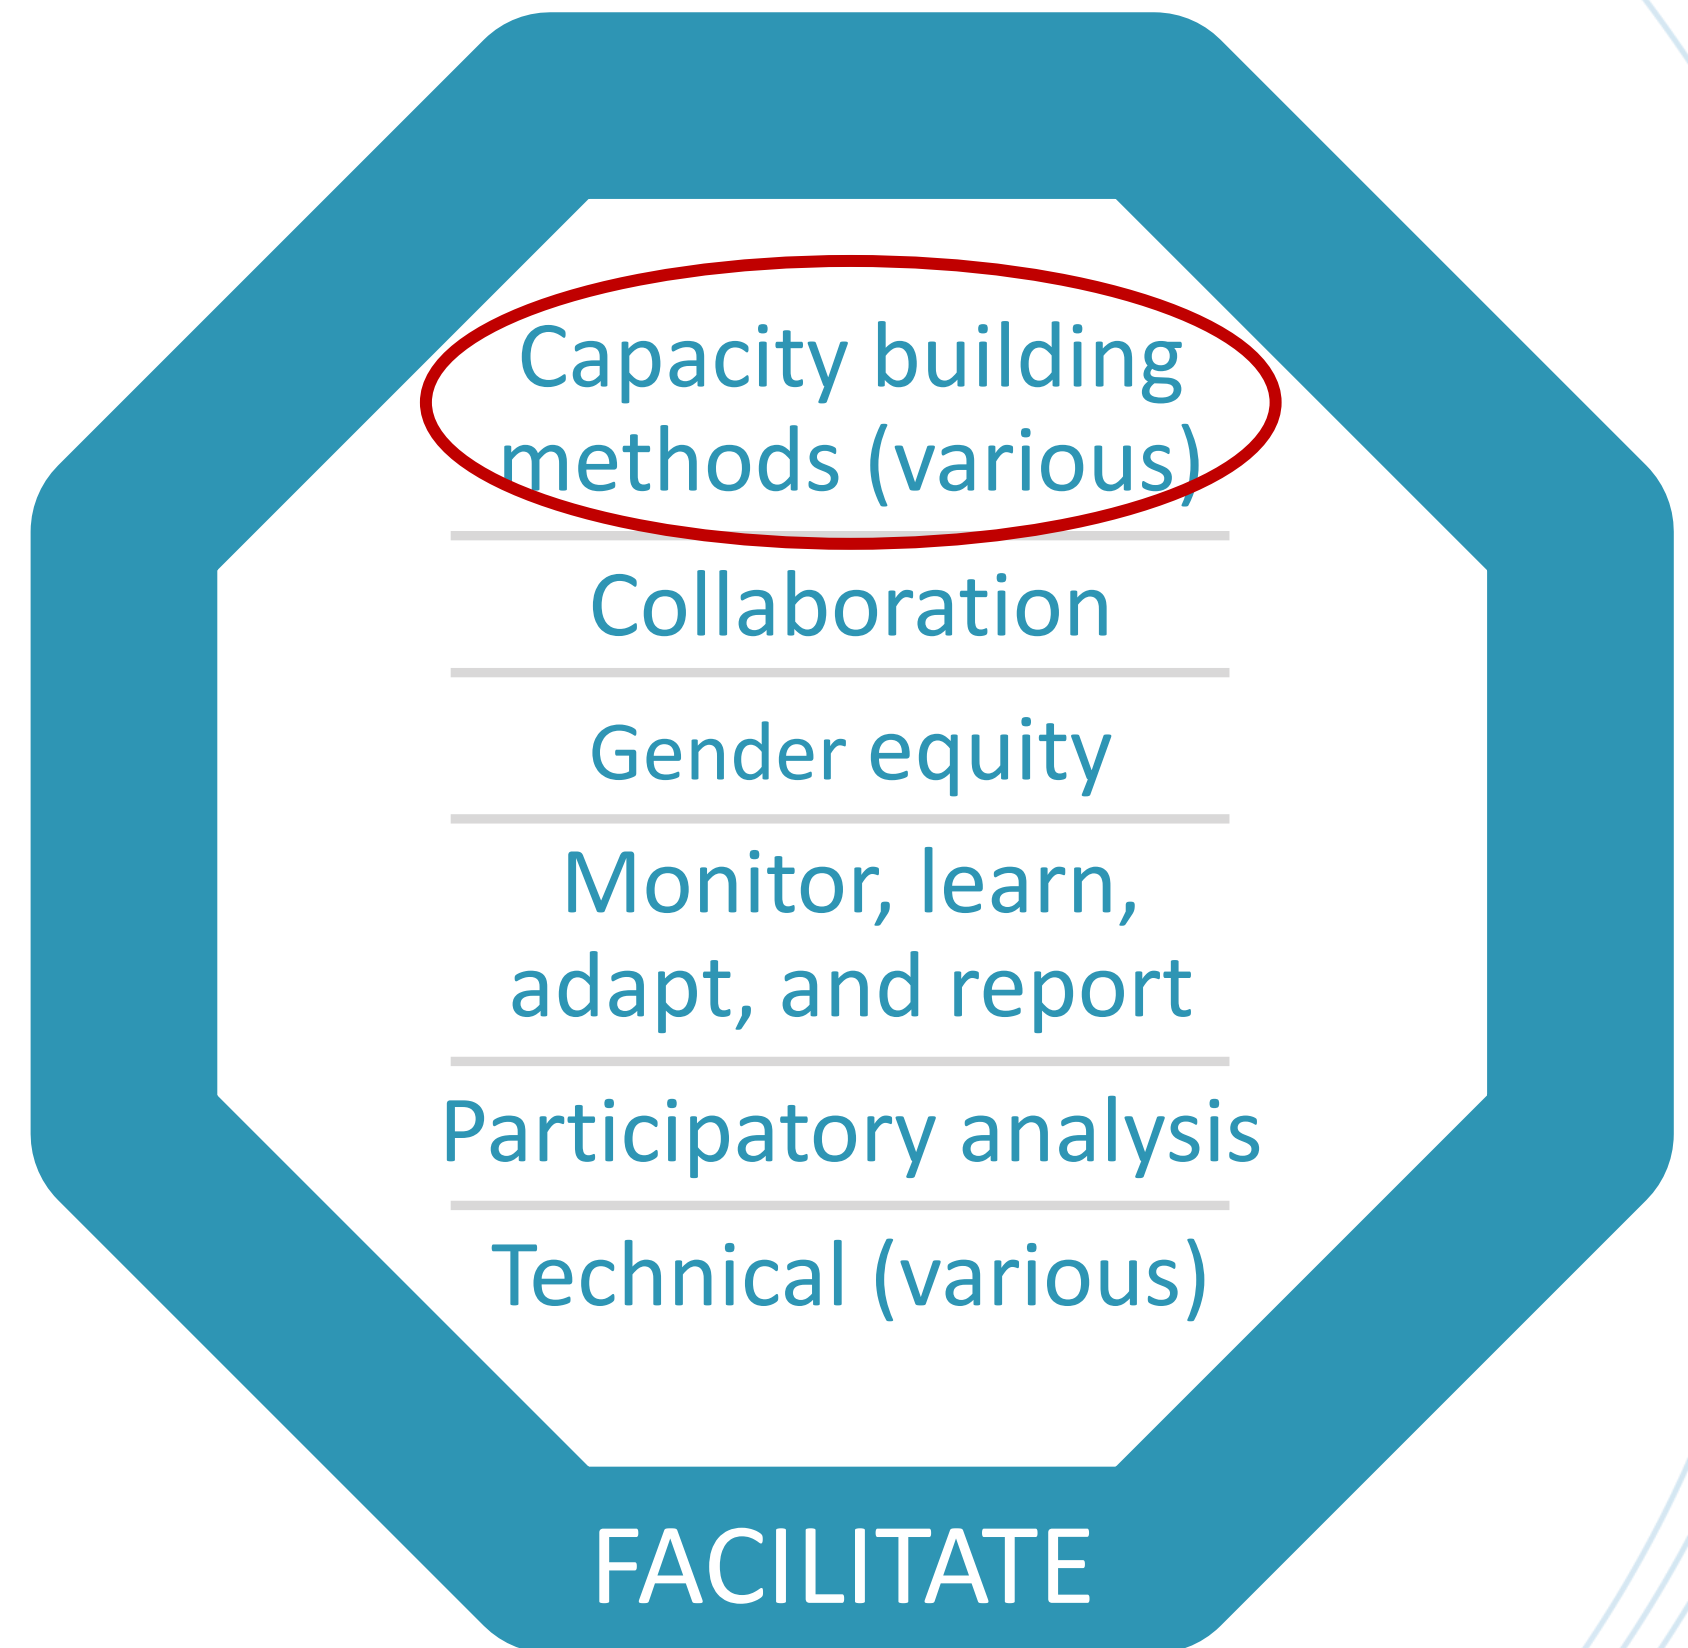 Capacity building
methods (various)
Collaboration
Gender equity
Monitor, learn,
adapt, and report
Participatory analysis
Technical (various)
FACILITATE